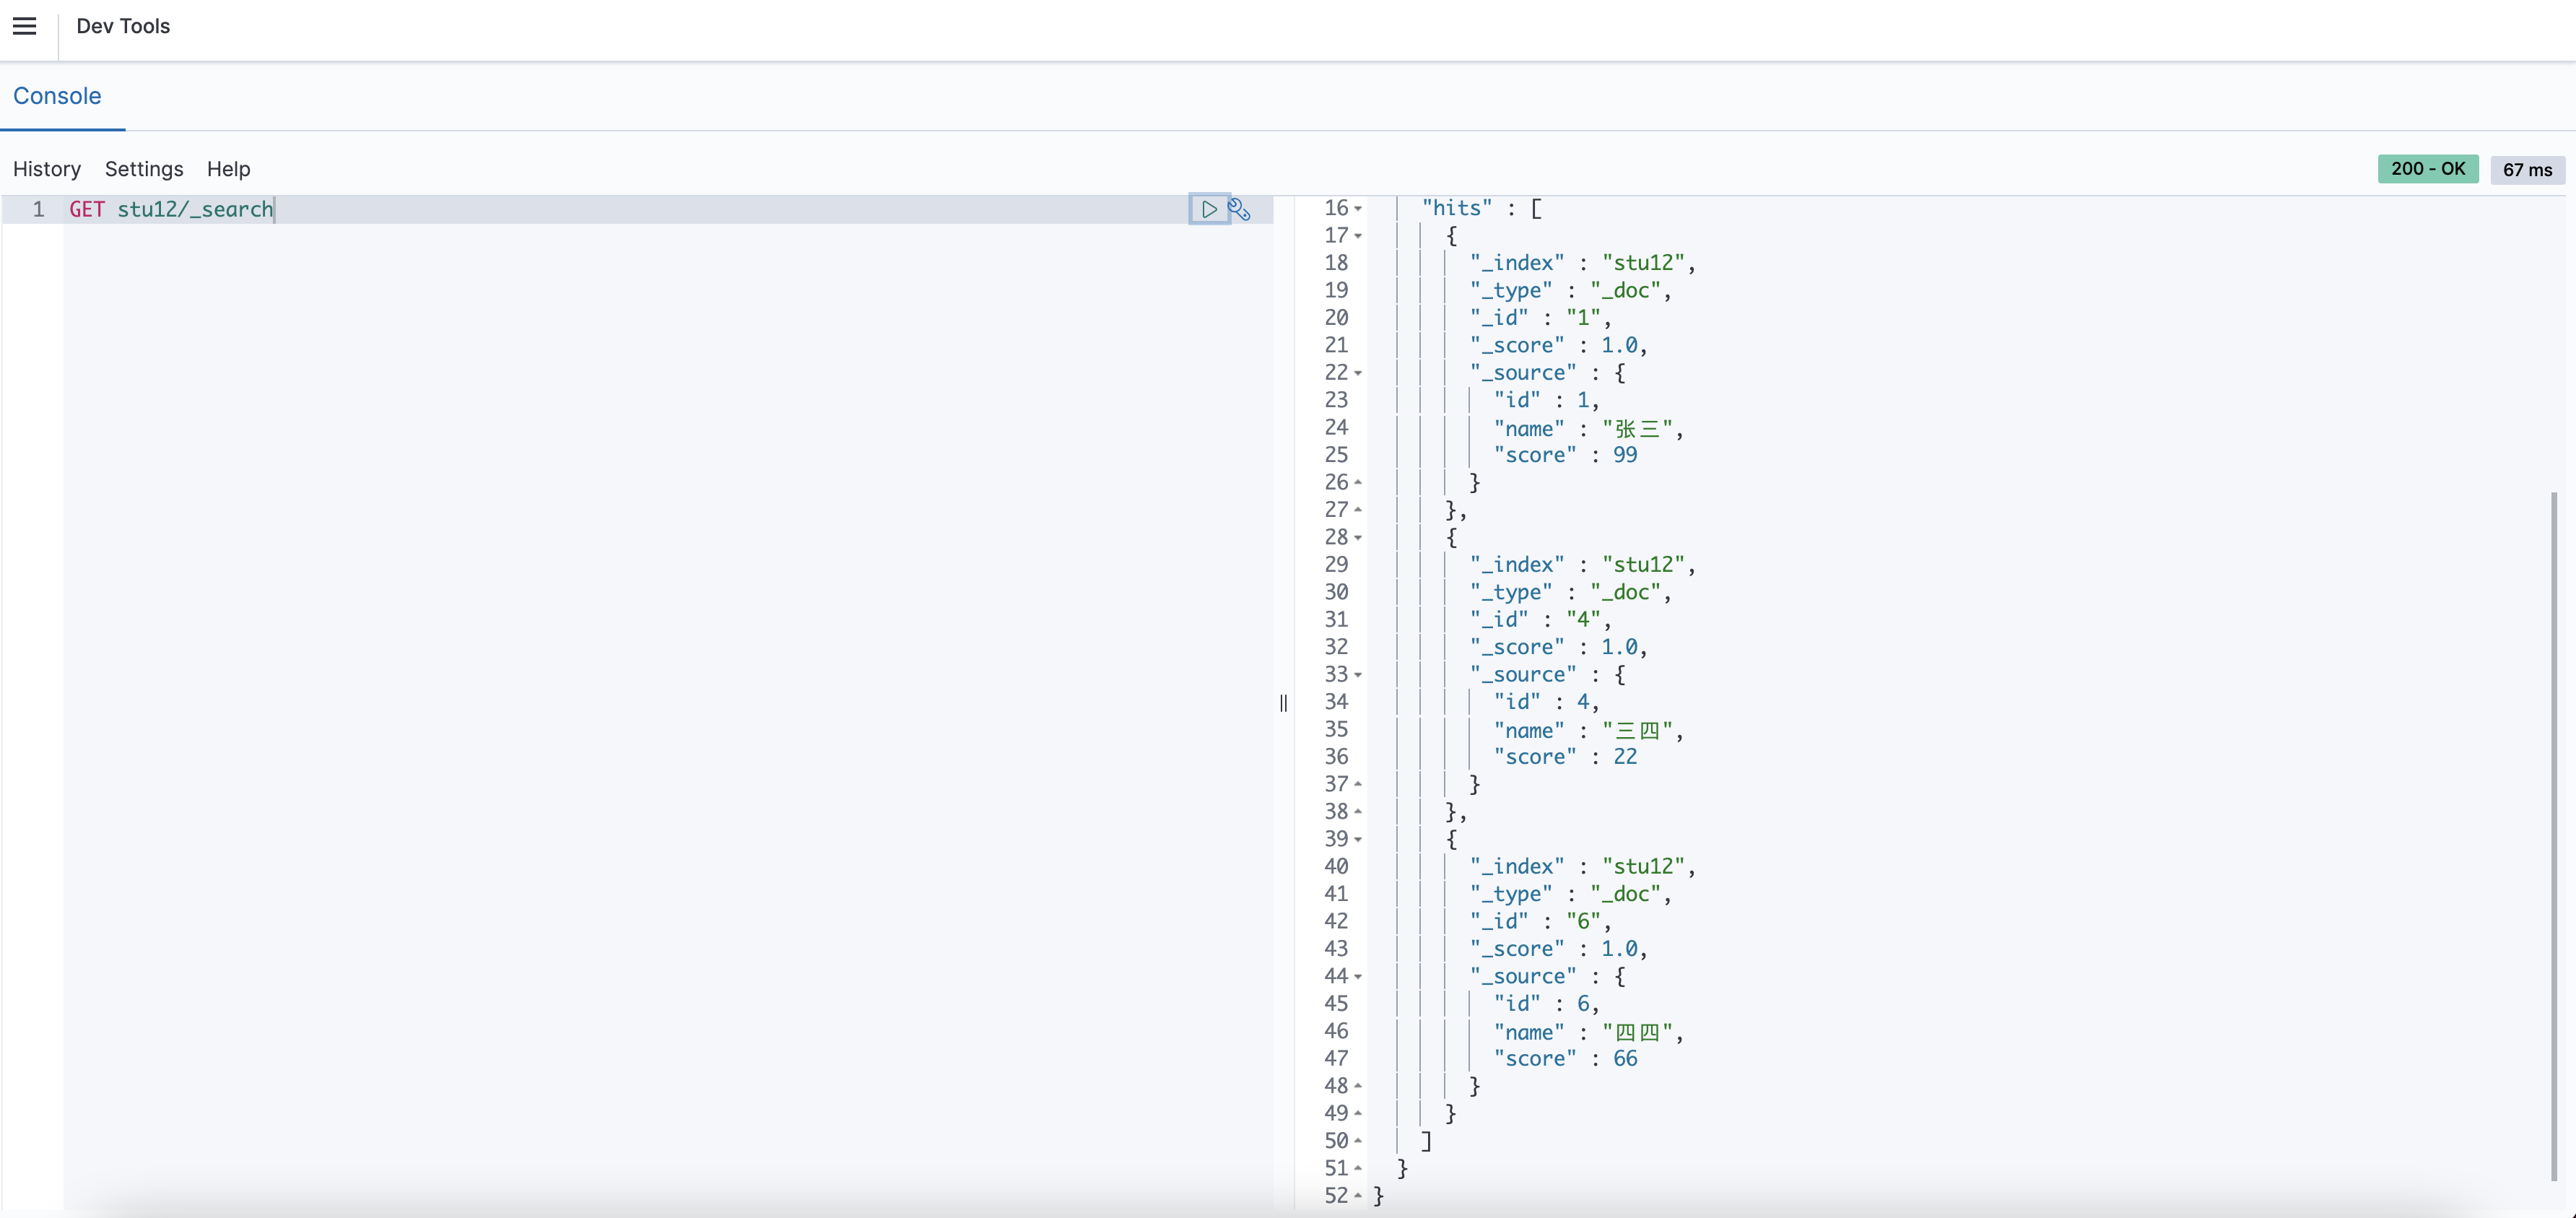 Dev Tools
Console
History Settings Help
200 - OK 67 ms
1 GET stu12/_search
16 "hits" : [
17 {
18 "_index" : "stu12",
19 "_type" : "_doc",
20 "_id" : "1",
21 "_score" : 1.0,
22 "_source" : {
23 "id" : 1,
24 "name" : "张三",
25 "score" : 99
26 }
27 },
28 {
29 "_index" : "stu12",
30 "_type" : "_doc",
31 "_id" : "4",
32 "_score" : 1.0,
33 "_source" : {
34 "id" : 4,
35 "name" : "三四",
36 "score" : 22
37 }
38 },
39 {
40 "_index" : "stu12",
41 "_type" : "_doc",
42 "_id" : "6",
43 "_score" : 1.0,
44 "_source" : {
45 "id" : 6,
46 "name" : "四四",
47 "score" : 66
48 }
49 }
50 ]
51 }
52 }